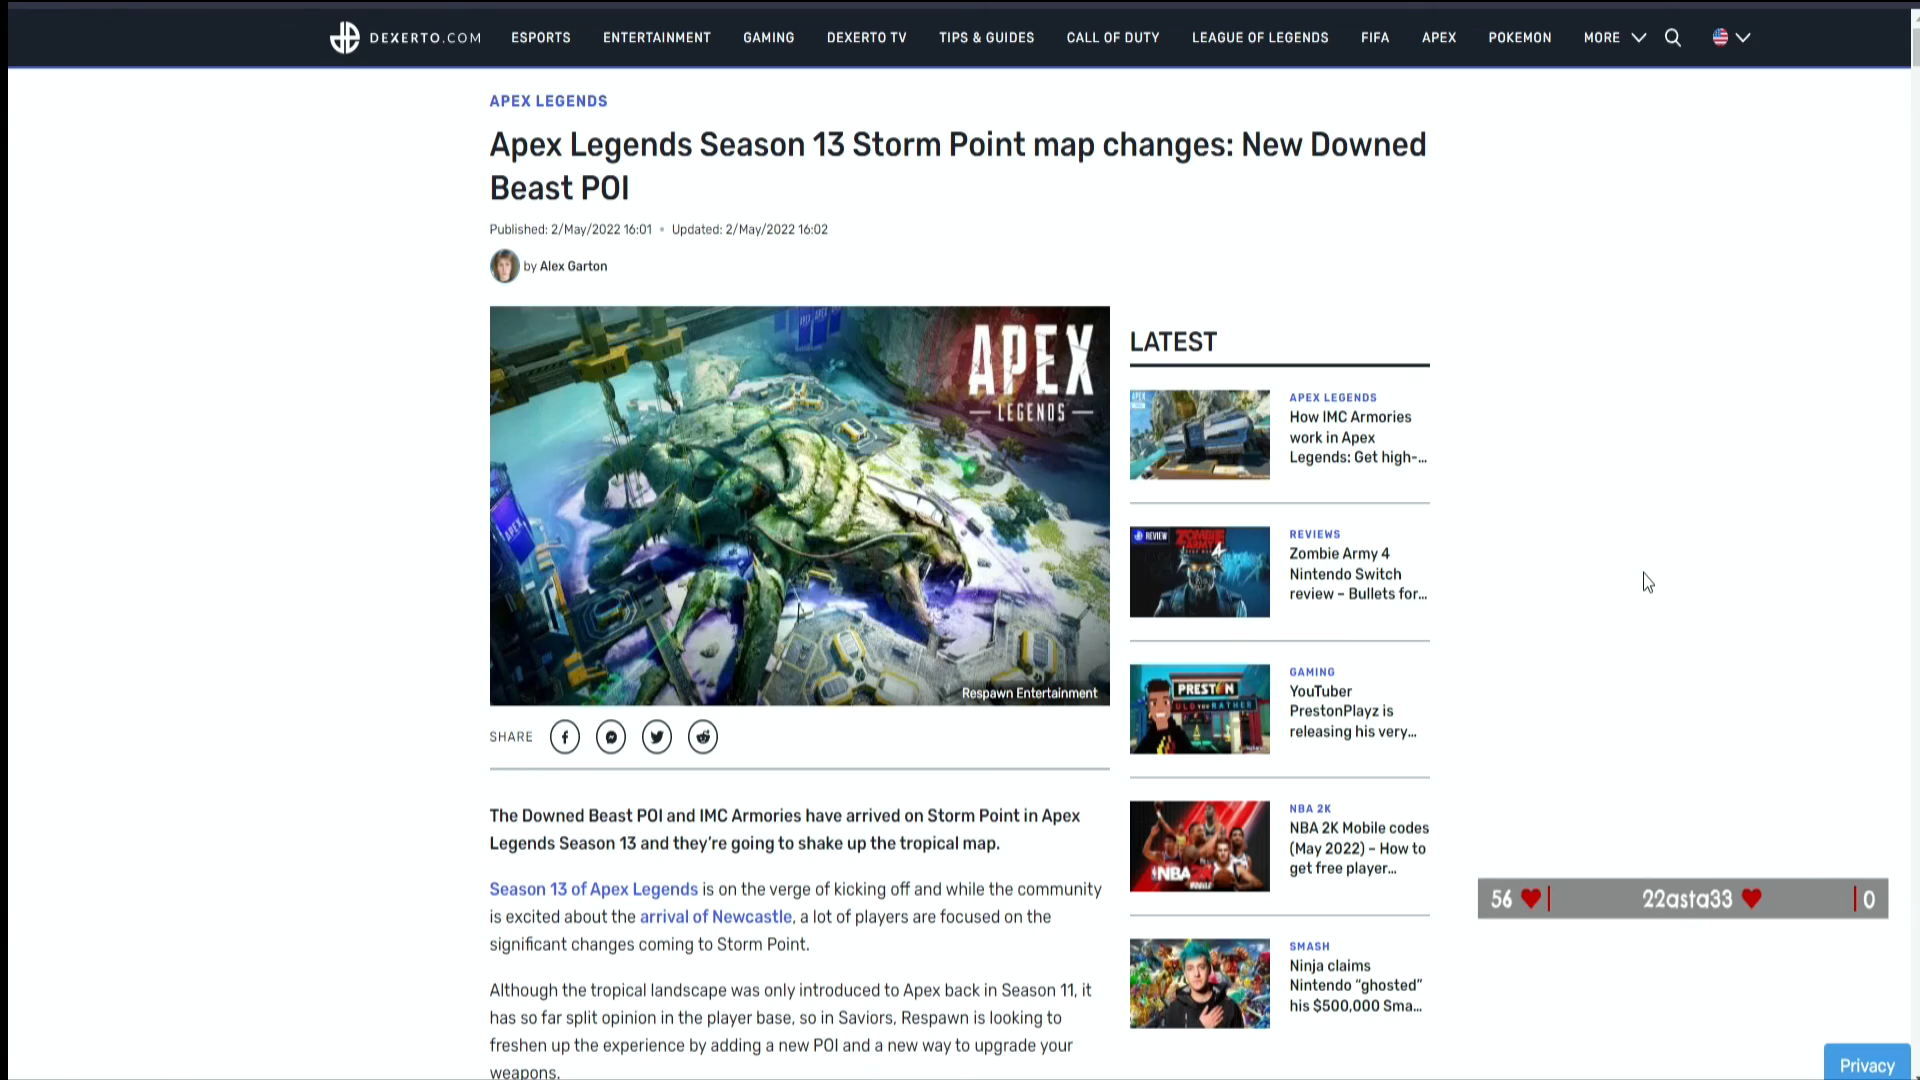 DEXERTO.COM
ESPORTS
ENTERTAINMENT
GAMING
DEXERTO TV
TIPS & GUIDES
CALL OF DUTY
LEAGUE OF LEGENDS
FIFA
APEX
POKEMON
MORE
APEX LEGENDS
Apex Legends Season 13 Storm Point map changes: New Downed
Beast POI
Published: 2/May/2022 16:01 • Updated: 2/May/2022 16:02
by Alex Garton
APEX
LEGENDS
APEX
Respawn Entertainment
SHARE
The Downed Beast POI and IMC Armories have arrived on Storm Point in Apex
Legends Season 13 and they’re going to shake up the tropical map.
Season 13 of Apex Legends is on the verge of kicking off and while the community
is excited about the arrival of Newcastle, a lot of players are focused on the
significant changes coming to Storm Point.
Although the tropical landscape was only introduced to Apex back in Season 11, it
has so far split opinion in the player base, so in Saviors, Respawn is looking to
freshen up the experience by adding a new POI and a new way to upgrade your
weapons.
LATEST
APEX
APEX LEGENDS
How IMC Armories
work in Apex
Legends: Get high-...
REVIEW
ZOMBIE ARMY 4
REVIEWS
Zombie Army 4
Nintendo Switch
review – Bullets for...
PRESTON
GAMING
YouTuber
PrestonPlayz is
releasing his very...
NBA 2K
MOBILE
NBA 2K
NBA 2K Mobile codes
(May 2022) – How to
get free player...
SMASH
Ninja claims
Nintendo “ghosted”
his $500,000 Sma...
56
22asta33
0
Privacy